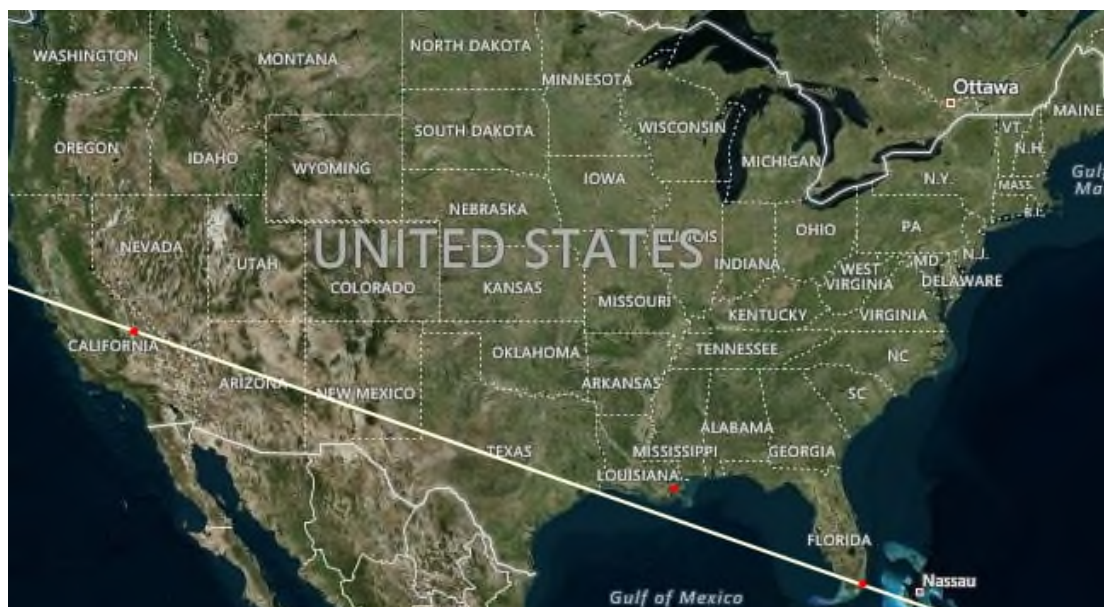 WASHINGTON
MONTANA
NORTH DAKOTA
MINNESOTA
Ottawa
MAINE
OREGON
IDAHO
SOUTH DAKOTA
WISCONSIN
MICHIGAN
VT.
N.H.
WYOMING
IOWA
N.Y.
MASS.
Gulf
Ma
R.I.
NEBRASKA
NEVADA
UTAH
UNITED STATES
ILLINOIS
INDIANA
OHIO
PA
N.J.
MD
DELAWARE
COLORADO
KANSAS
MISSOURI
WEST
VIRGINIA
KENTUCKY
VIRGINIA
CALIFORNIA
OKLAHOMA
TENNESSEE
NC
ARIZONA
NEW MEXICO
ARKANSAS
SC
TEXAS
MISSISSIPPI
ALABAMA
GEORGIA
LOUISIANA
FLORIDA
Nassau
Gulf of Mexico